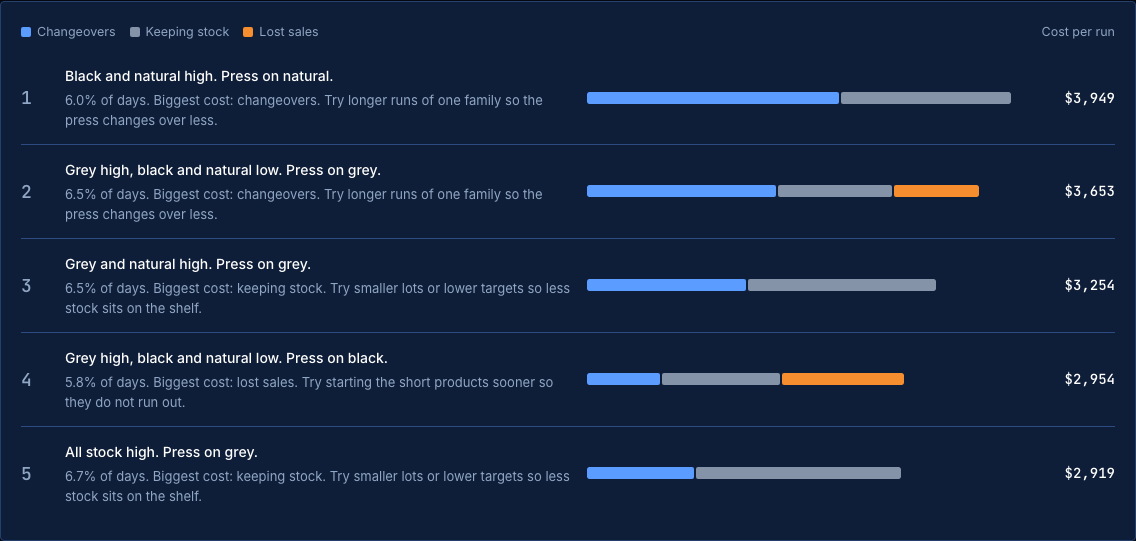 Changeovers Keeping stock Lost sales Cost per run
1
Black and natural high. Press on natural.
6.0% of days. Biggest cost: changeovers. Try longer runs of one family so the
press changes over less.
$3,949
2
Grey high, black and natural low. Press on grey.
6.5% of days. Biggest cost: changeovers. Try longer runs of one family so the
press changes over less.
$3,653
3
Grey and natural high. Press on grey.
6.5% of days. Biggest cost: keeping stock. Try smaller lots or lower targets so less
stock sits on the shelf.
$3,254
4
Grey high, black and natural low. Press on black.
5.8% of days. Biggest cost: lost sales. Try starting the short products sooner so
they do not run out.
$2,954
5
All stock high. Press on grey.
6.7% of days. Biggest cost: keeping stock. Try smaller lots or lower targets so less
stock sits on the shelf.
$2,919